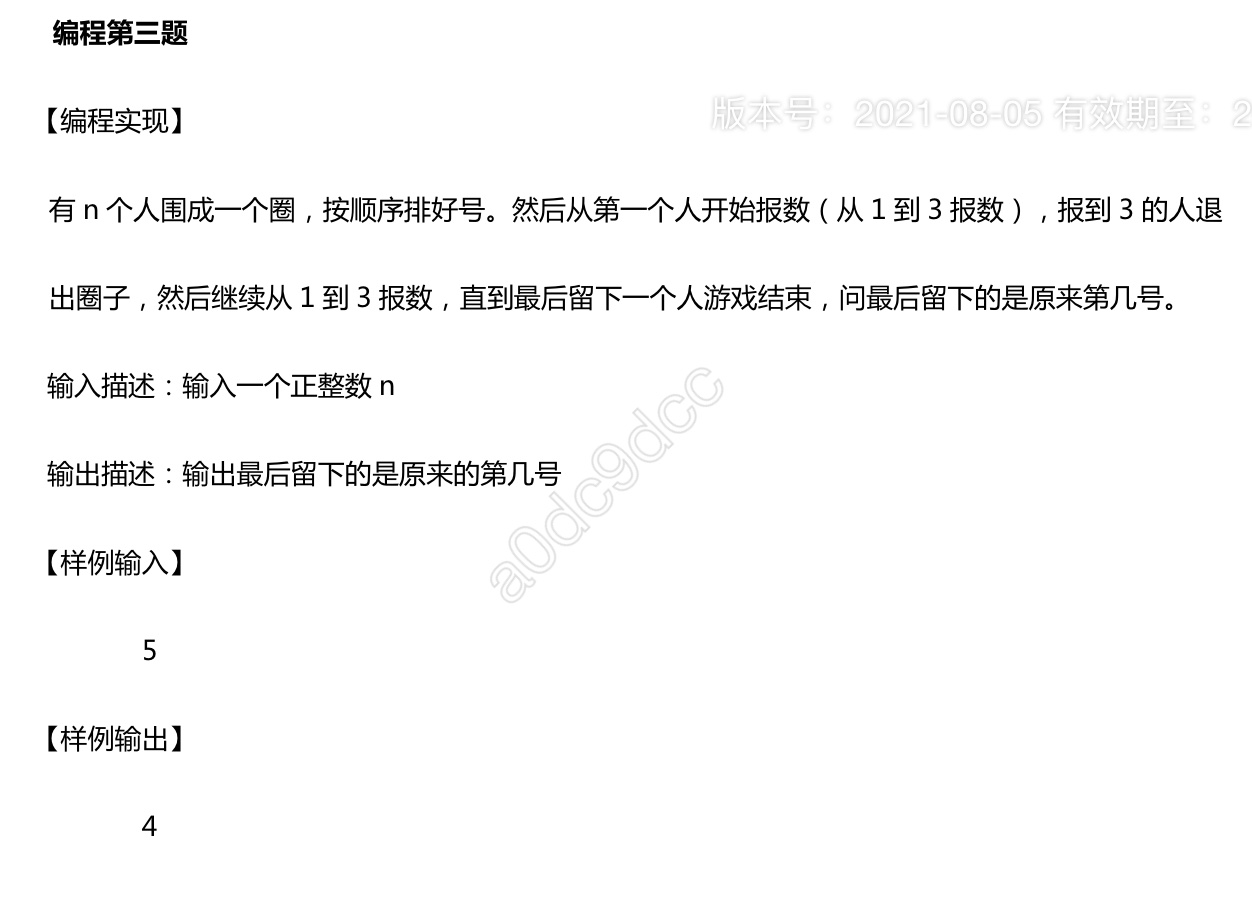 编程第三题
【编程实现】
版本号：2021-08-05 有效期至：2
有 n 个人围成一个圈，按顺序排好号。然后从第一个人开始报数（从 1 到 3 报数），报到 3 的人退
出圈子，然后继续从 1 到 3 报数，直到最后留下一个人游戏结束，问最后留下的是原来第几号。
输入描述：输入一个正整数 n
输出描述：输出最后留下的是原来的第几号
a0dc9dcc
【样例输入】
5
【样例输出】
4